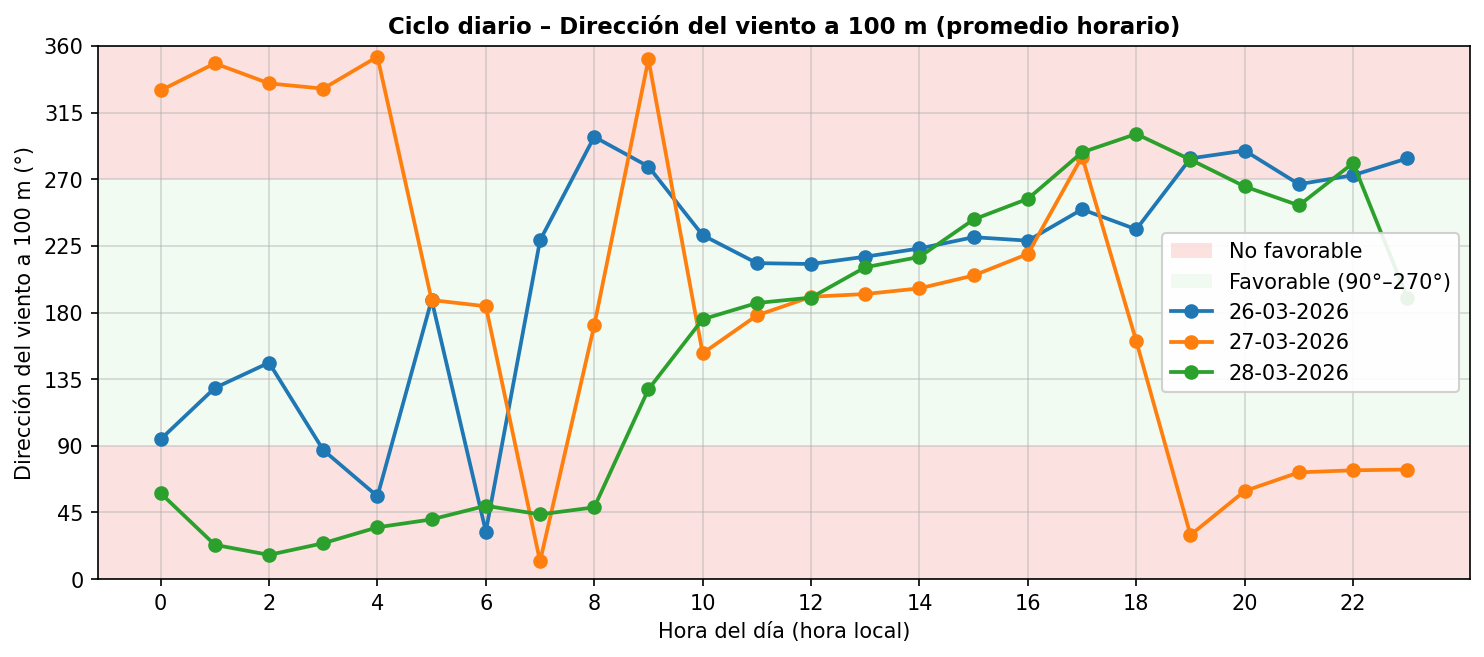 Ciclo diario – Dirección del viento a 100 m (promedio horario)
Dirección del viento a 100 m (°)
360
315
270
225
180
135
90
45
0
No favorable
Favorable (90°–270°)
26-03-2026
27-03-2026
28-03-2026
0 2 4 6 8 10 12 14 16 18 20 22
Hora del día (hora local)